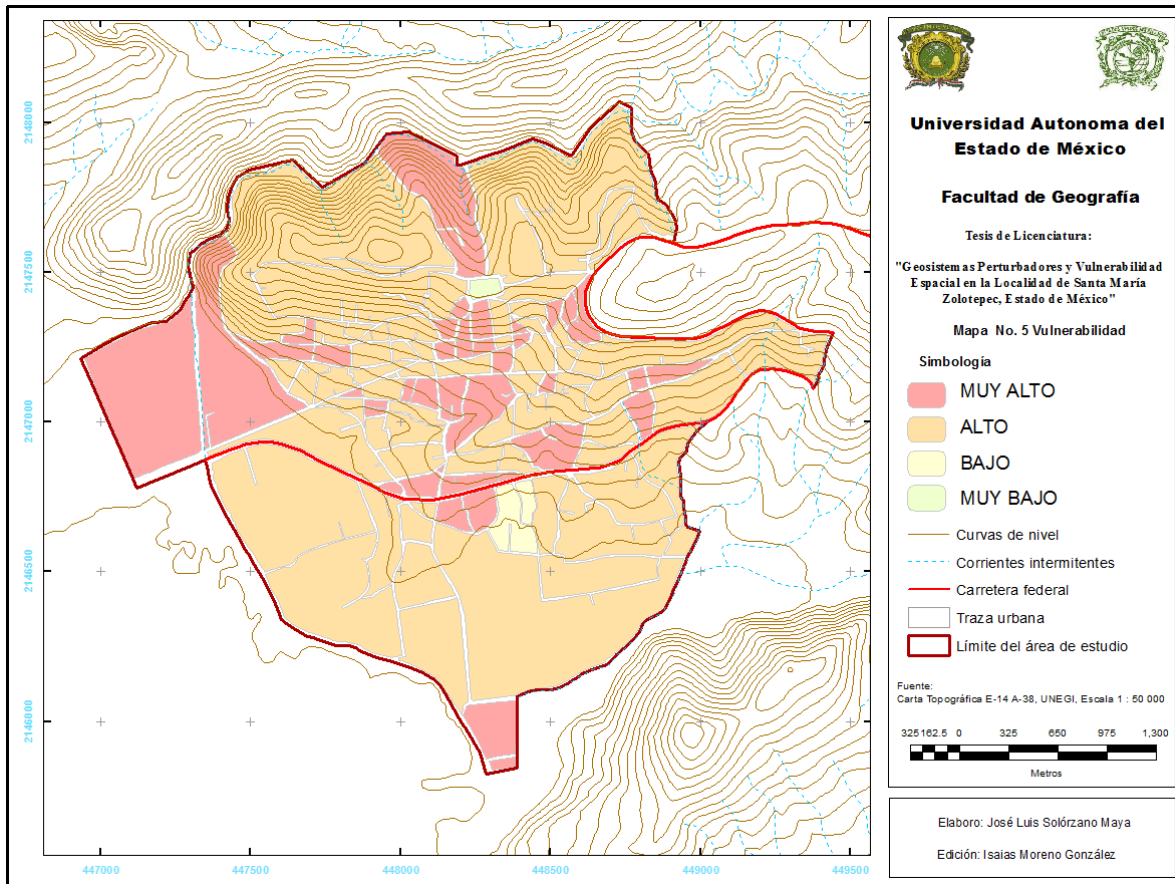 2148000
2147500
2147000
2146500
2146000
447000 447500 448000 448500 449000 449500
Universidad Autonoma del
Estado de México
Facultad de Geografía
Tesis de Licenciatura:
"Geosistemas Perturbadores y Vulnerabilidad
Espacial en la Localidad de Santa María
Zolotepec, Estado de México"
Mapa No. 5 Vulnerabilidad
Simbología
MUY ALTO
ALTO
BAJO
MUY BAJO
Curvas de nivel
Corrientes intermitentes
Carretera federal
Traza urbana
Límite del área de estudio
Fuente:
Carta Topográfica E-14 A-38, UNEGI, Escala 1 : 50 000
325 162.5 0 325 650 975 1,300
Metros
Elaboro: José Luis Solórzano Maya
Edición: Isaias Moreno González